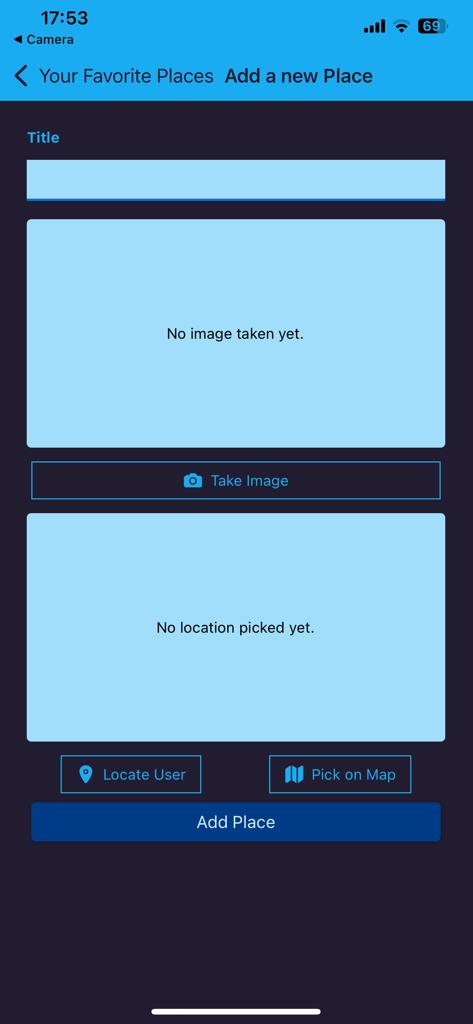 17:53
69
◀ Camera
Your Favorite Places Add a new Place
Title
No image taken yet.
Take Image
No location picked yet.
Locate User Pick on Map
Add Place